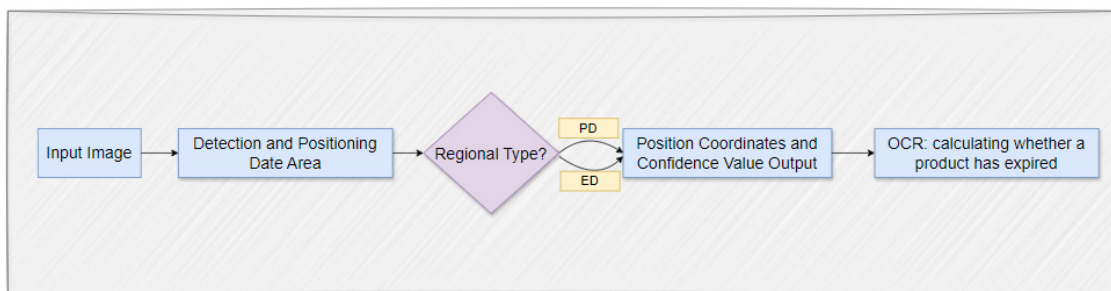 Input Image
Detection and Positioning
Date Area
Regional Type?
PD
ED
Position Coordinates and
Confidence Value Output
OCR: calculating whether a
product has expired